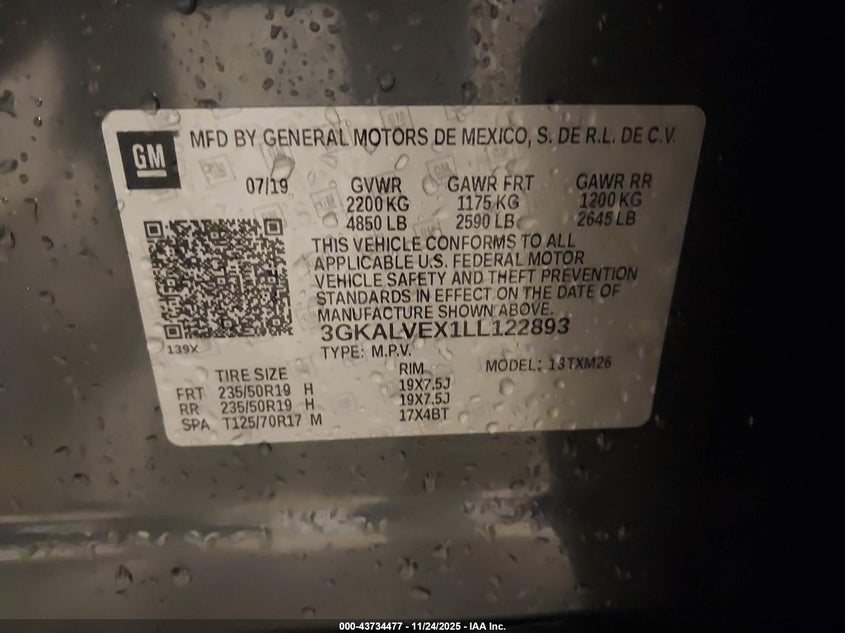 GM
MFD BY GENERAL MOTORS DE MEXICO, S. DE R.L. DE C.V.
07/19 GVWR GAWR FRT GAWR RR
2200 KG 1175 KG 1200 KG
4850 LB 2590 LB 2645 LB
THIS VEHICLE CONFORMS TO ALL
APPLICABLE U.S. FEDERAL MOTOR
VEHICLE SAFETY AND THEFT PREVENTION
STANDARDS IN EFFECT ON THE DATE OF
MANUFACTURE SHOWN ABOVE.
3GKALVEX1LL122893
139X
TYPE: M.P.V. MODEL: 13TXM26
TIRE SIZE RIM
FRT 235/50R19 H 19X7.5J
RR 235/50R19 H 19X7.5J
SPA T125/70R17 M 17X4BT
000-43734477 - 11/24/2025 - IAA Inc.